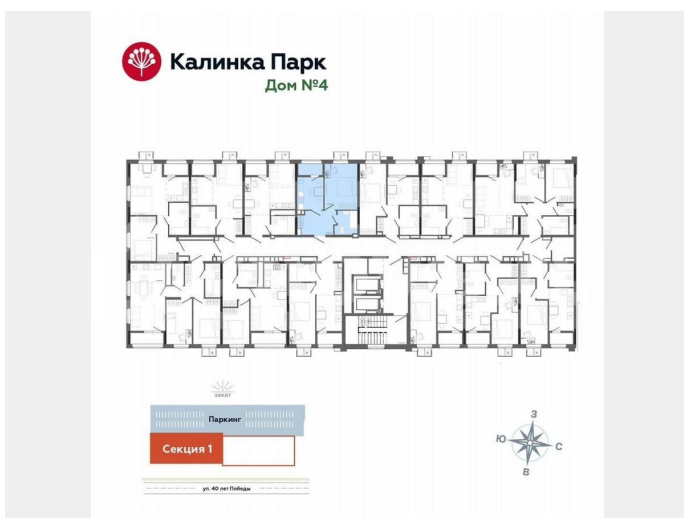 Калинка Парк
Дом №4
закат
Паркинг
Секция 1
ул. 40 лет Победы
З
Ю
С
В